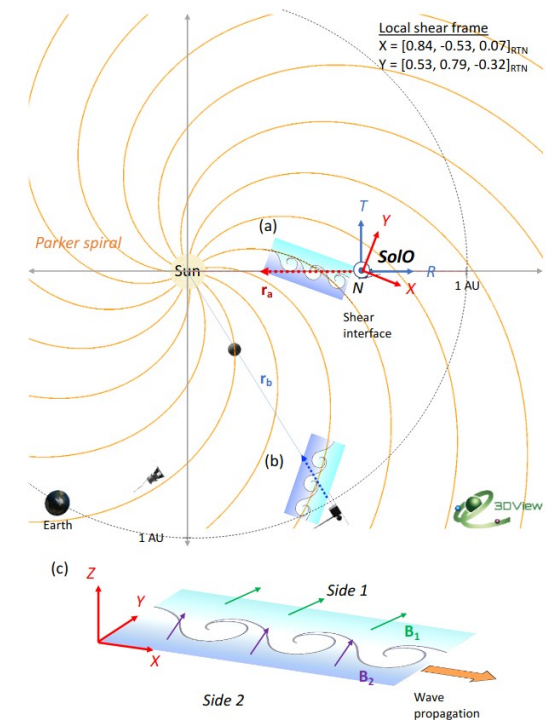 Local shear frame
X = [0.84, -0.53, 0.07]RTN
Y = [0.53, 0.79, -0.32]RTN
(a)
T
Y
Parker spiral
Sun
SolO
R
ra
N
X
1 AU
Shear
interface
rb
(b)
Earth
3DView
1 AU
(c)
Z
Side 1
Y
B1
X
B2
Wave
propagation
Side 2